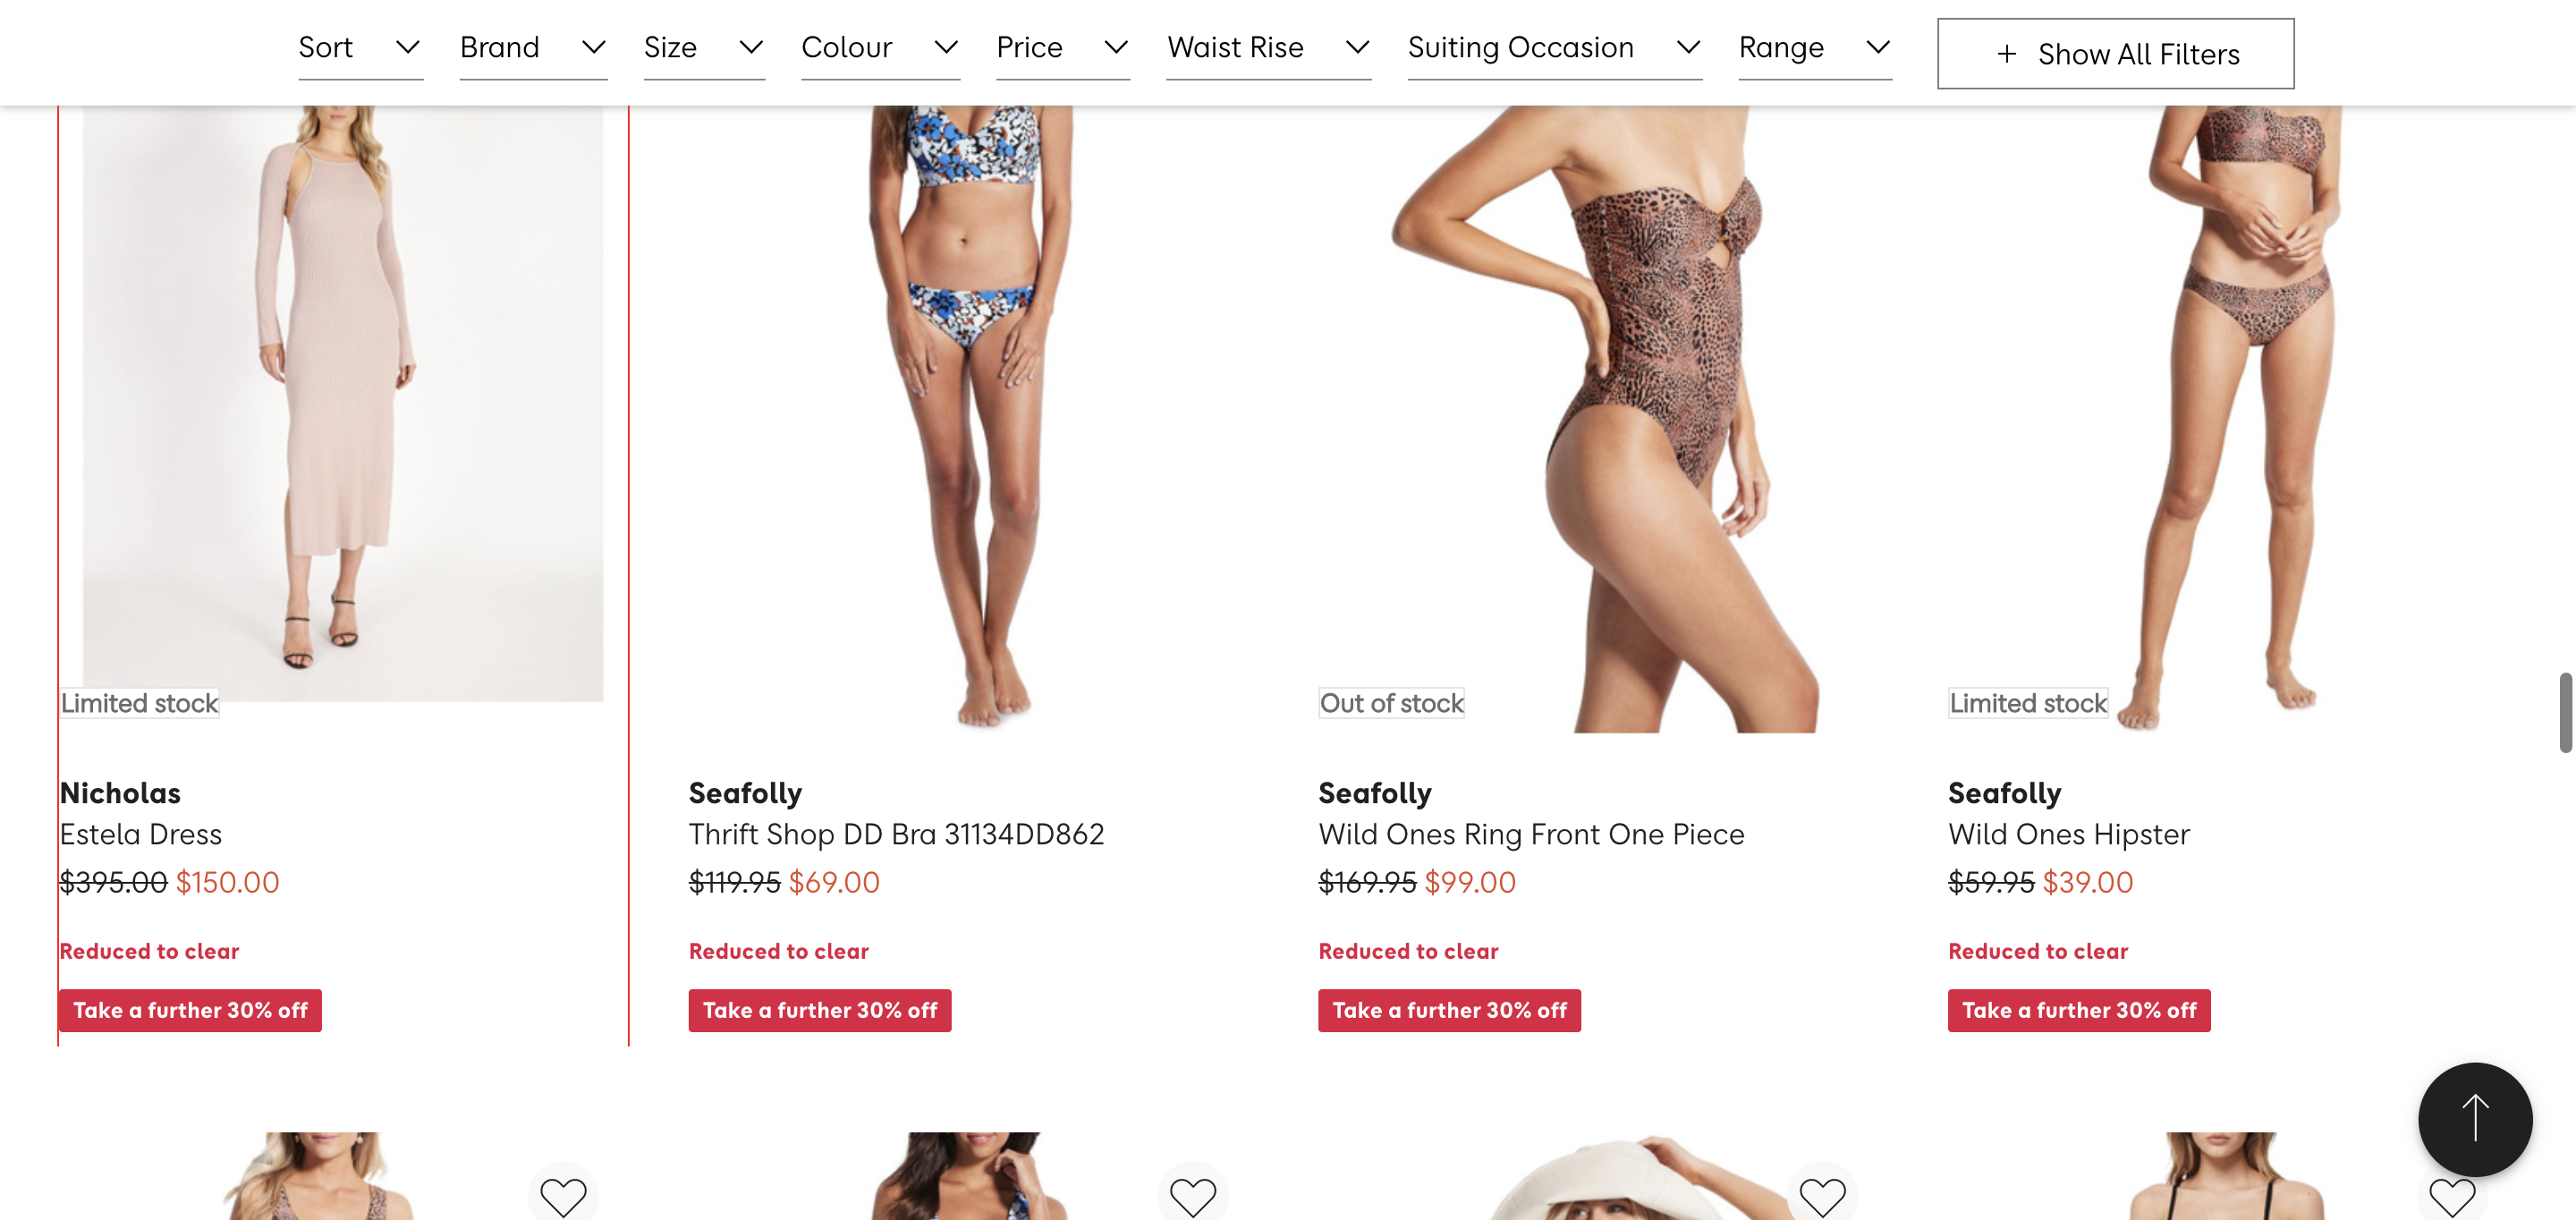 Sort
Brand
Size
Colour
Price
Waist Rise
Suiting Occasion
Range
+ Show All Filters
Limited stock
Nicholas
Estela Dress
$395.00 $150.00
Reduced to clear
Take a further 30% off
Seafolly
Thrift Shop DD Bra 31134DD862
$119.95 $69.00
Reduced to clear
Take a further 30% off
Out of stock
Seafolly
Wild Ones Ring Front One Piece
$169.95 $99.00
Reduced to clear
Take a further 30% off
Limited stock
Seafolly
Wild Ones Hipster
$59.95 $39.00
Reduced to clear
Take a further 30% off